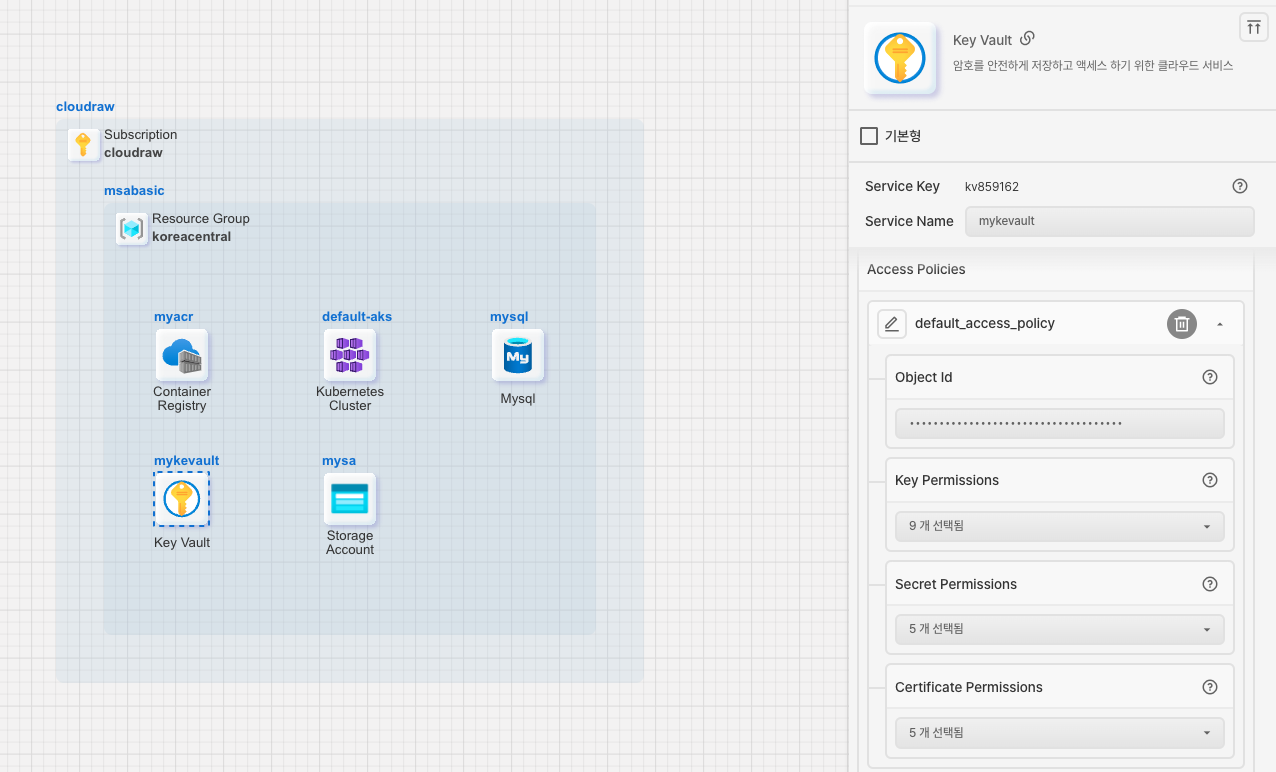 cloudraw
Subscription
cloudraw
msabasic
Resource Group
koreacentral
myacr
Container
Registry
default-aks
Kubernetes
Cluster
mysql
My
Mysql
mykevault
Key Vault
mysa
Storage
Account
Key Vault
암호를 안전하게 저장하고 액세스 하기 위한 클라우드 서비스
기본형
Service Key kv859162
Service Name mykevault
Access Policies
default_access_policy
Object Id
••••••••••••••••••••••••••••••••••••
Key Permissions
9 개 선택됨
Secret Permissions
5 개 선택됨
Certificate Permissions
5 개 선택됨